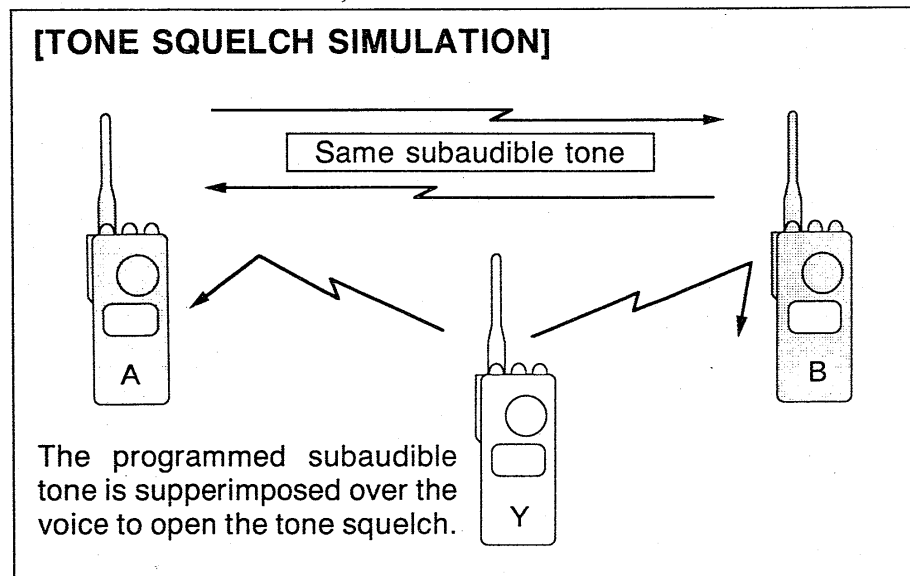 [TONE SQUELCH SIMULATION]
Same subaudible tone
A
B
Y
The programmed subaudible
tone is supperimposed over the
voice to open the tone squelch.